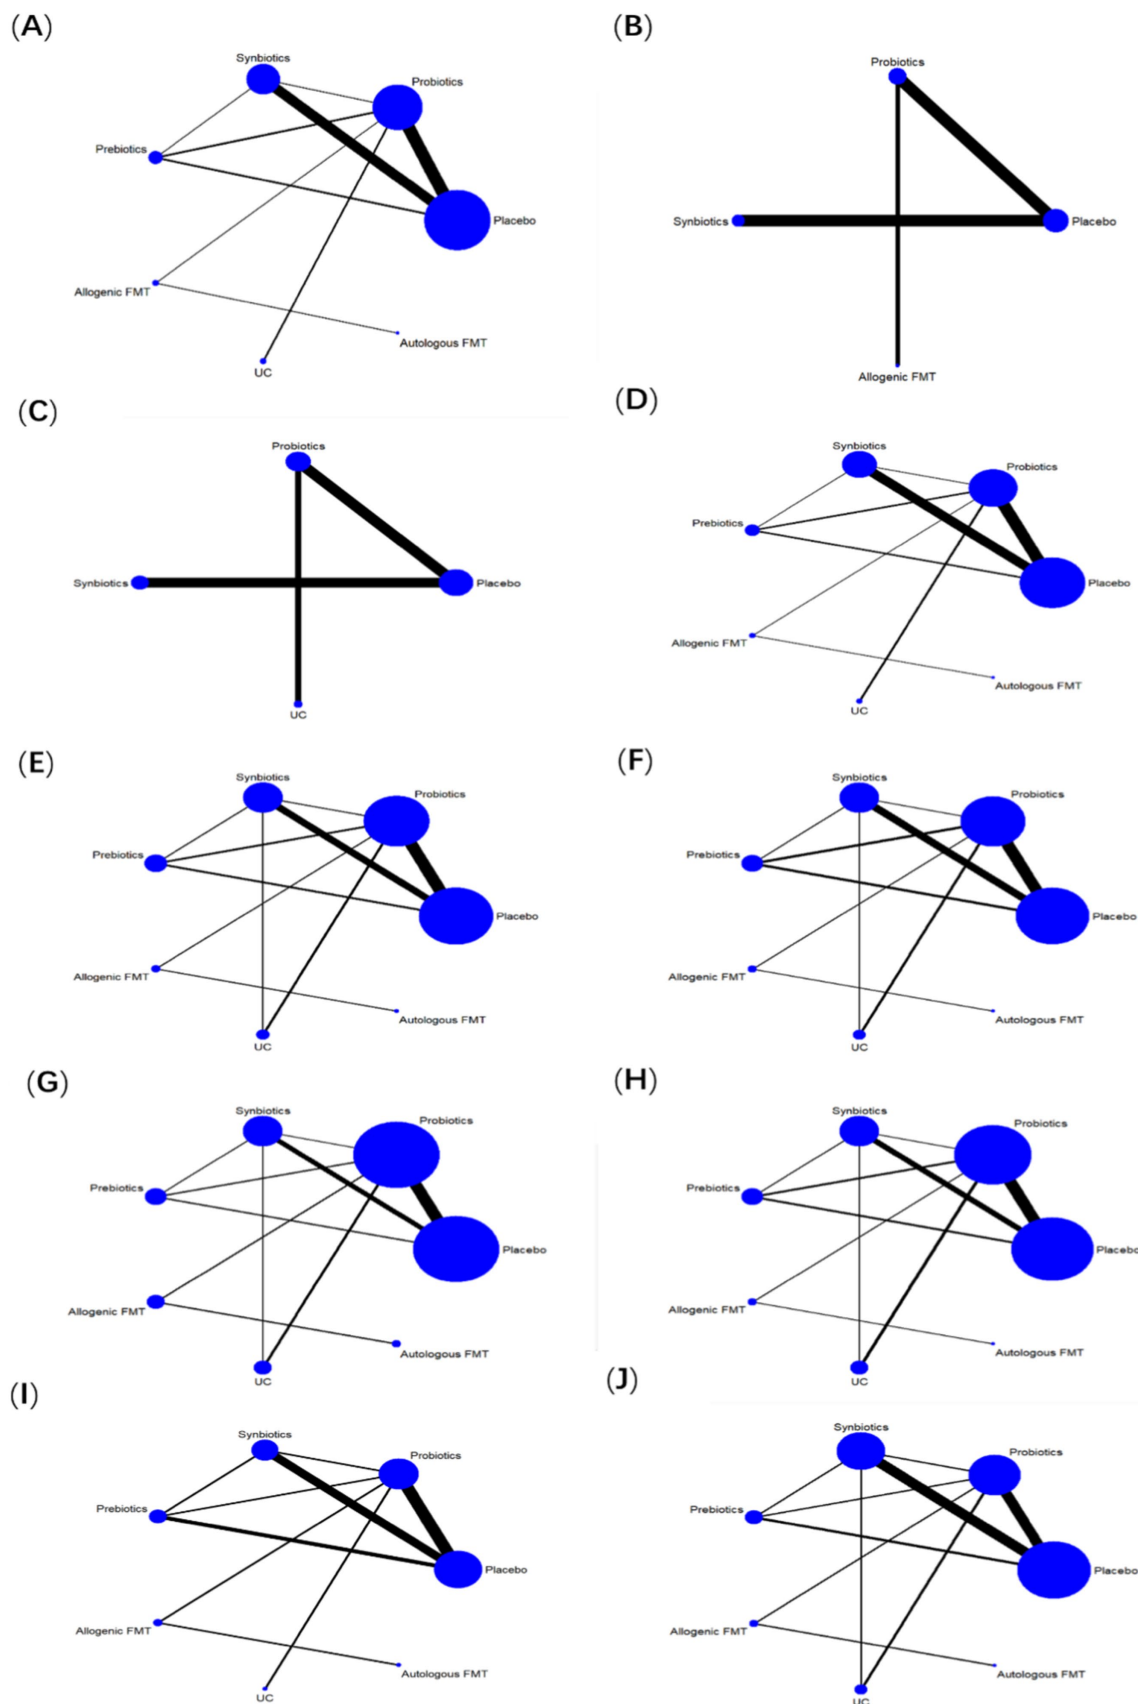 (A)
Synbiotics
Probiotics
Prebiotics
Placebo
Allogenic FMT
Autologous FMT
UC
(B)
Probiotics
Synbiotics
Placebo
Allogenic FMT
(C)
Probiotics
Synbiotics
Placebo
UC
(D)
Synbiotics
Probiotics
Prebiotics
Placebo
Allogenic FMT
Autologous FMT
UC
(E)
Synbiotics
Probiotics
Prebiotics
Placebo
Allogenic FMT
Autologous FMT
UC
(F)
Synbiotics
Probiotics
Prebiotics
Placebo
Allogenic FMT
Autologous FMT
UC
(G)
Synbiotics
Probiotics
Prebiotics
Placebo
Allogenic FMT
Autologous FMT
UC
(H)
Synbiotics
Probiotics
Prebiotics
Placebo
Allogenic FMT
Autologous FMT
UC
(I)
Synbiotics
Probiotics
Prebiotics
Placebo
Allogenic FMT
Autologous FMT
UC
(J)
Synbiotics
Probiotics
Prebiotics
Placebo
Allogenic FMT
Autologous FMT
UC